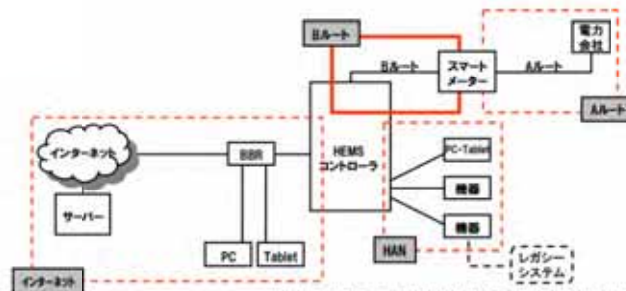 Bルート
電力
会社
Bルート
スマート
メーター
Aルート
Aルート
インターネット
BBR
HEMS
コントローラ
PC・Tablet
機器
サーバー
機器
PC
Tablet
HAN
レガシー
システム
インターネット